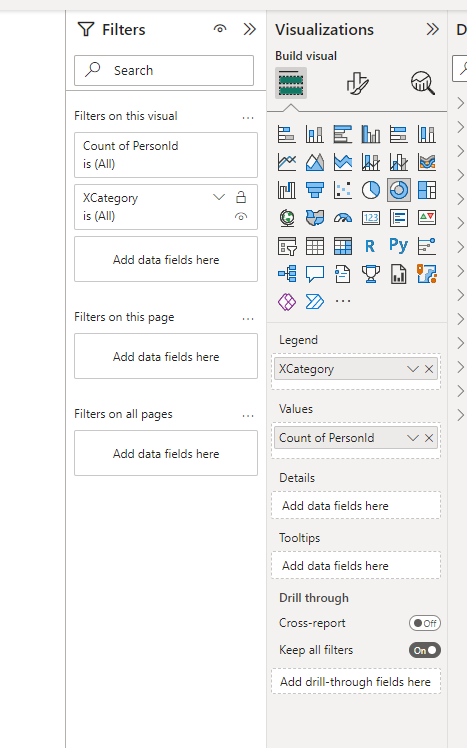 Filters
Search
Filters on this visual
...
Count of PersonId
is (All)
XCategory
is (All)
Add data fields here
Filters on this page
...
Add data fields here
Filters on all pages
...
Add data fields here
Visualizations
Build visual
123
R
Py
...
Legend
XCategory
Values
Count of PersonId
Details
Add data fields here
Tooltips
Add data fields here
Drill through
Cross-report
Off
Keep all filters
On
Add drill-through fields here
D